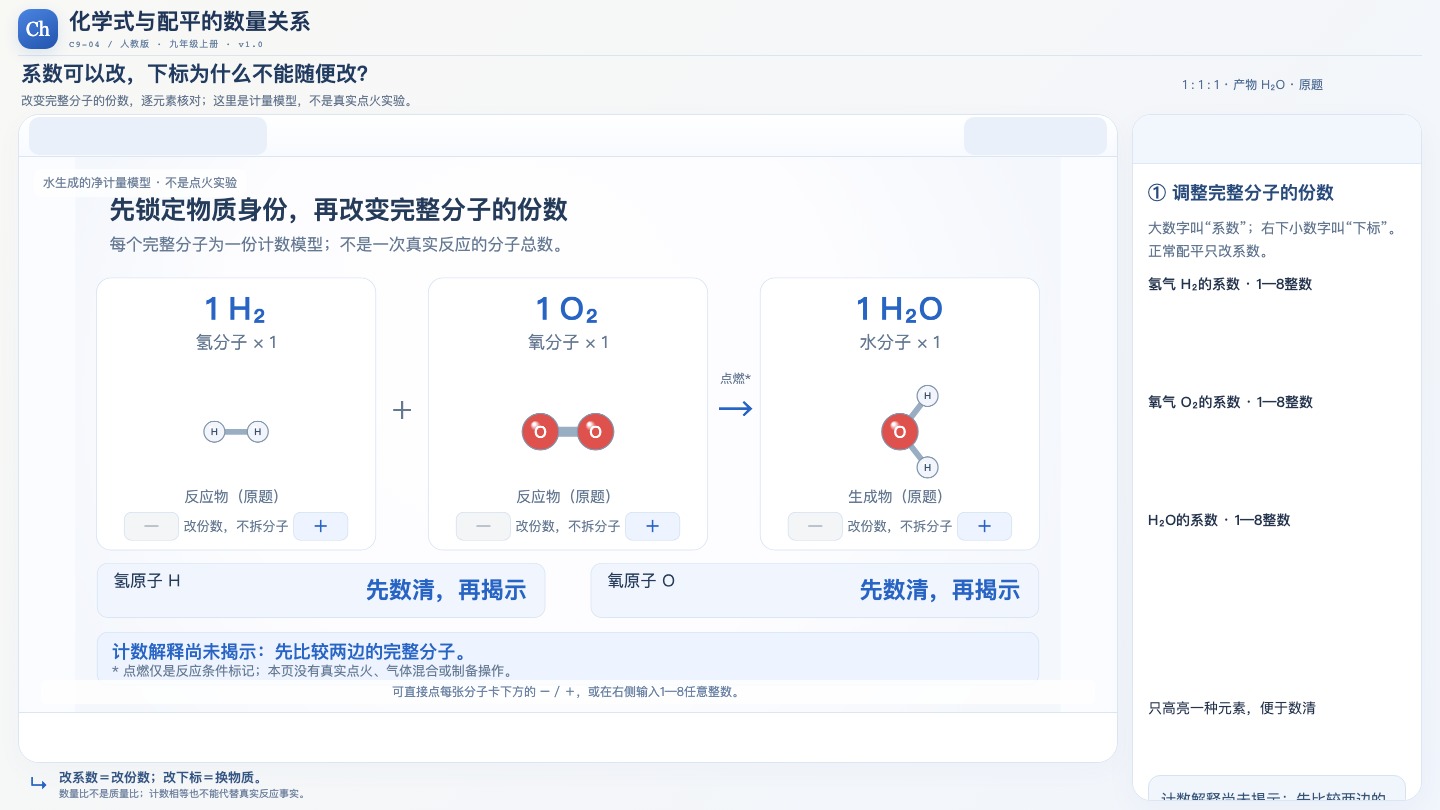 Ch
化学式与配平的数量关系
C9-04 / 人教版 · 九年级上册 · v1.0
系数可以改，下标为什么不能随便改？
改变完整分子的份数，逐元素核对；这里是计量模型，不是真实点火实验。
1:1:1 · 产物 H₂O · 原题
水生成的净计量模型 · 不是点火实验
先锁定物质身份，再改变完整分子的份数
每个完整分子为一份计数模型；不是一次真实反应的分子总数。
1 H₂
氢分子 × 1
H H
反应物（原题）
− 改份数，不拆分子 +
+
1 O₂
氧分子 × 1
O O
反应物（原题）
− 改份数，不拆分子 +
点燃*
→
1 H₂O
水分子 × 1
H
O
H
生成物（原题）
− 改份数，不拆分子 +
氢原子 H
先数清，再揭示
氧原子 O
先数清，再揭示
计数解释尚未揭示：先比较两边的完整分子。
* 点燃仅是反应条件标记；本页没有真实点火、气体混合或制备操作。
可直接点每张分子卡下方的 − / +，或在右侧输入1—8任意整数。
① 调整完整分子的份数
大数字叫“系数”；右下小数字叫“下标”。
正常配平只改系数。
氢气 H₂的系数 · 1—8整数
氧气 O₂的系数 · 1—8整数
H₂O的系数 · 1—8整数
只高亮一种元素，便于数清
计数解释尚未揭示：先比较两边的
改系数＝改份数；改下标＝换物质。
数量比不是质量比；计数相等也不能代替真实反应事实。